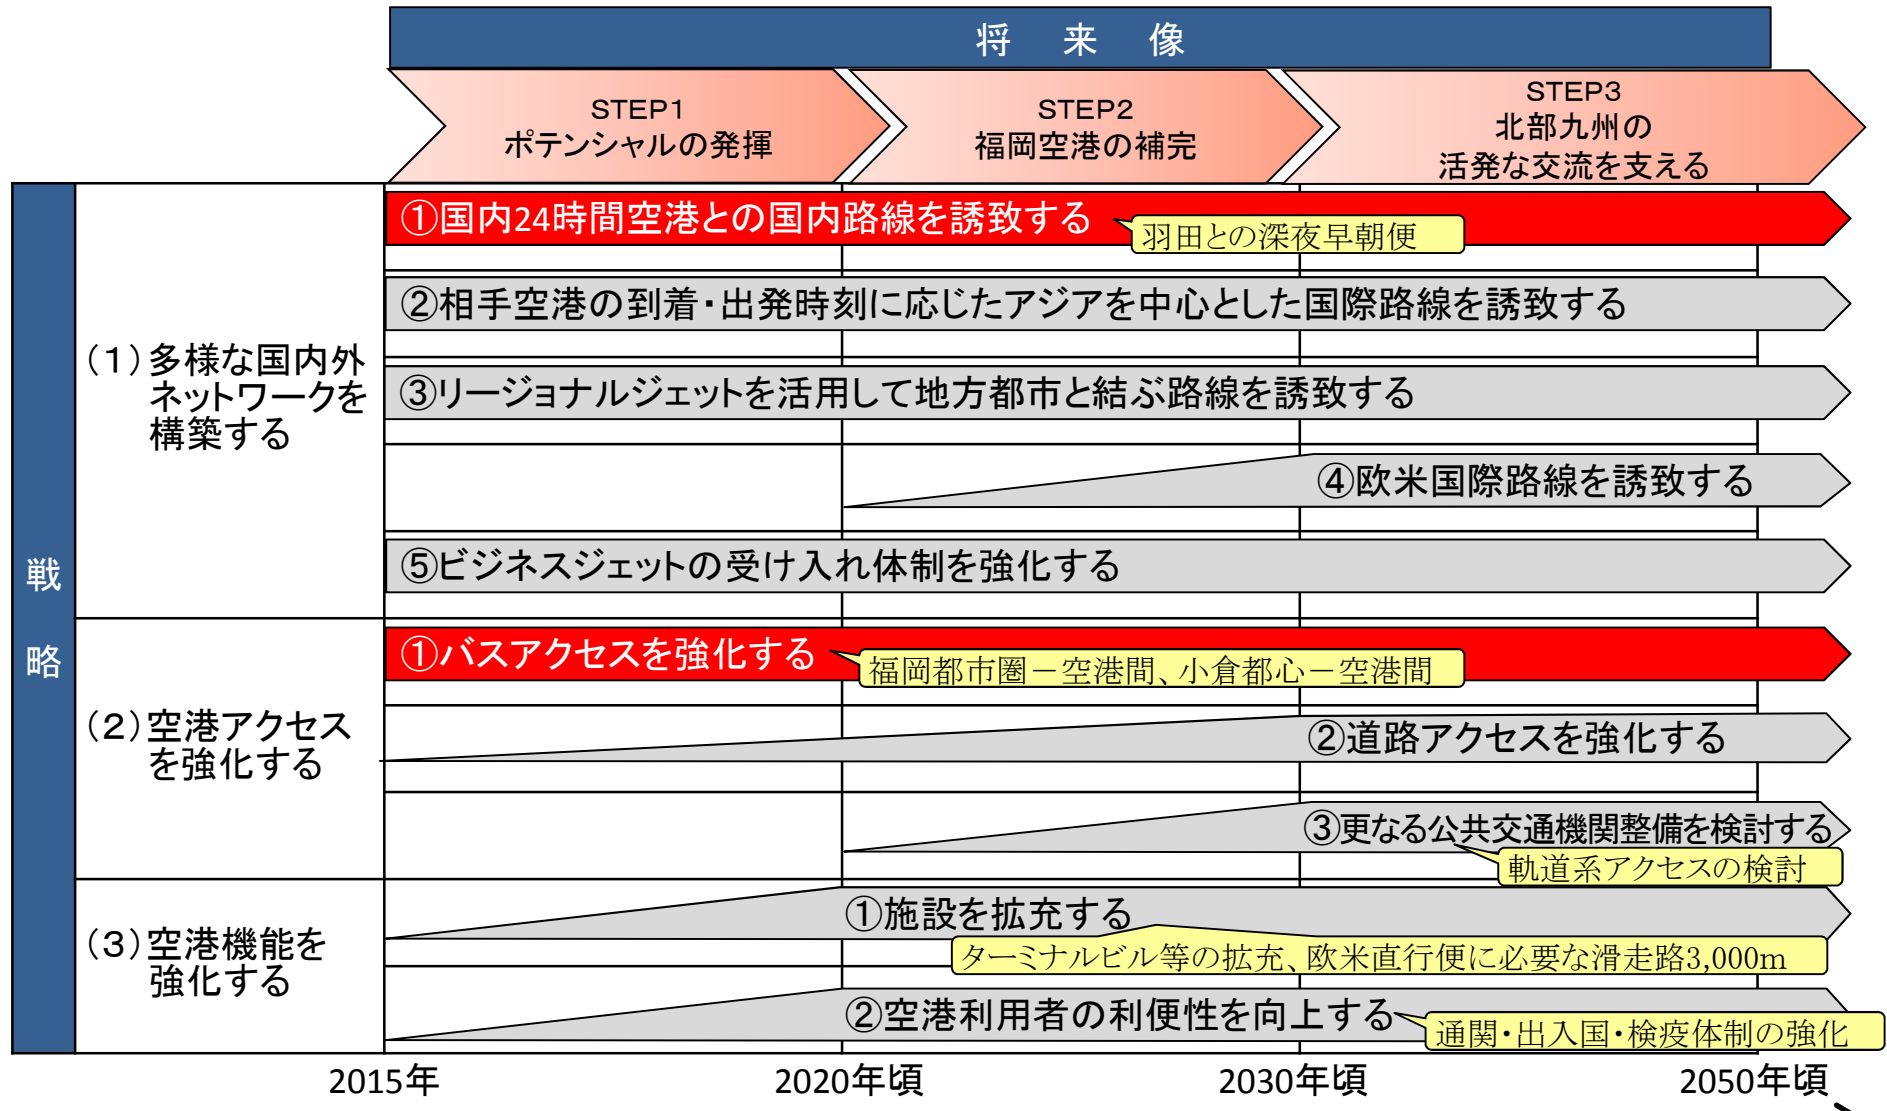 将来像
STEP1
ポテンシャルの発揮
STEP2
福岡空港の補完
STEP3
北部九州の
活発な交流を支える
戦略
(1)多様な国内外
ネットワークを
構築する
①国内24時間空港との国内路線を誘致する
羽田との深夜早朝便
②相手空港の到着・出発時刻に応じたアジアを中心とした国際路線を誘致する
③リージョナルジェットを活用して地方都市と結ぶ路線を誘致する
④欧米国際路線を誘致する
⑤ビジネスジェットの受け入れ体制を強化する
(2)空港アクセス
を強化する
①バスアクセスを強化する
福岡都市圏－空港間、小倉都心－空港間
②道路アクセスを強化する
③更なる公共交通機関整備を検討する
軌道系アクセスの検討
(3)空港機能を
強化する
①施設を拡充する
ターミナルビル等の拡充、欧米直行便に必要な滑走路3,000m
②空港利用者の利便性を向上する
通関・出入国・検疫体制の強化
2015年
2020年頃
2030年頃
2050年頃